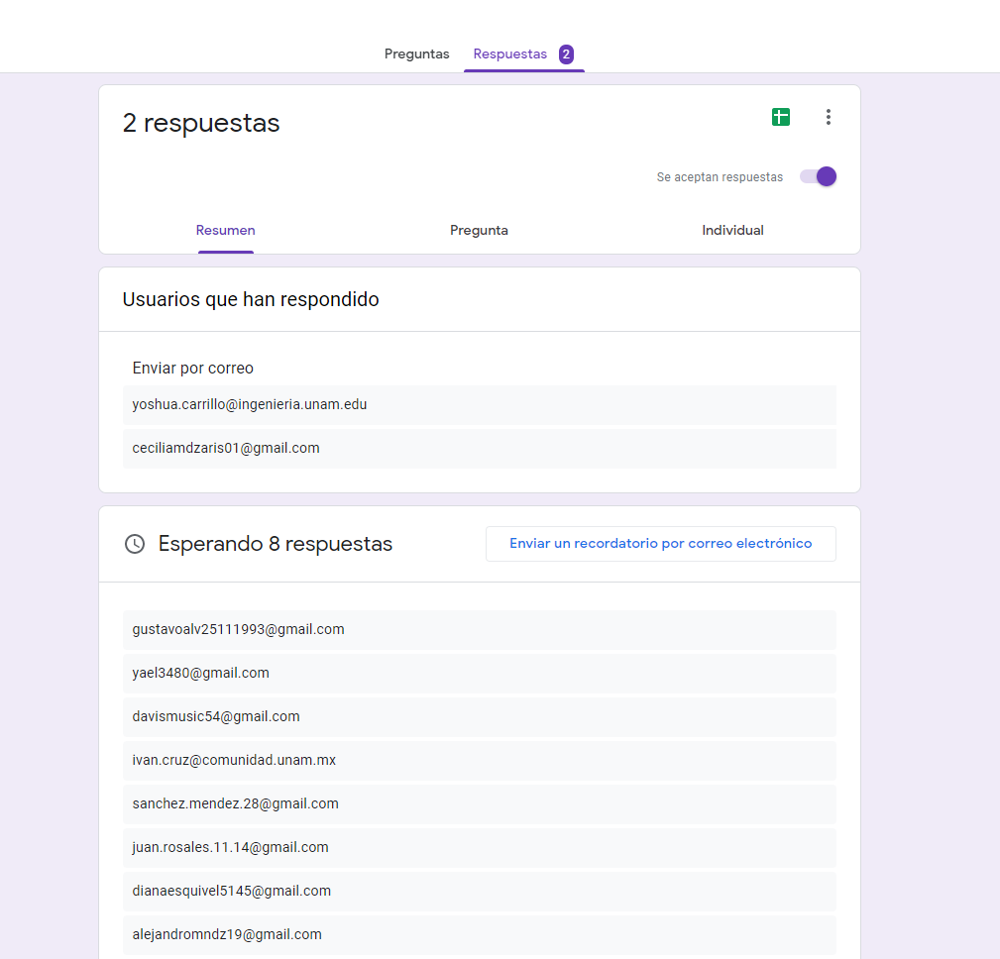 Preguntas Respuestas 2
2 respuestas
Se aceptan respuestas
Resumen Pregunta Individual
Usuarios que han respondido
Enviar por correo
yoshua.carrillo@ingenieria.unam.edu
ceciliamdzaris01@gmail.com
Esperando 8 respuestas Enviar un recordatorio por correo electrónico
gustavoalv25111993@gmail.com
yael3480@gmail.com
davismusic54@gmail.com
ivan.cruz@comunidad.unam.mx
sanchez.mendez.28@gmail.com
juan.rosales.11.14@gmail.com
dianaesquivel5145@gmail.com
alejandromndz19@gmail.com